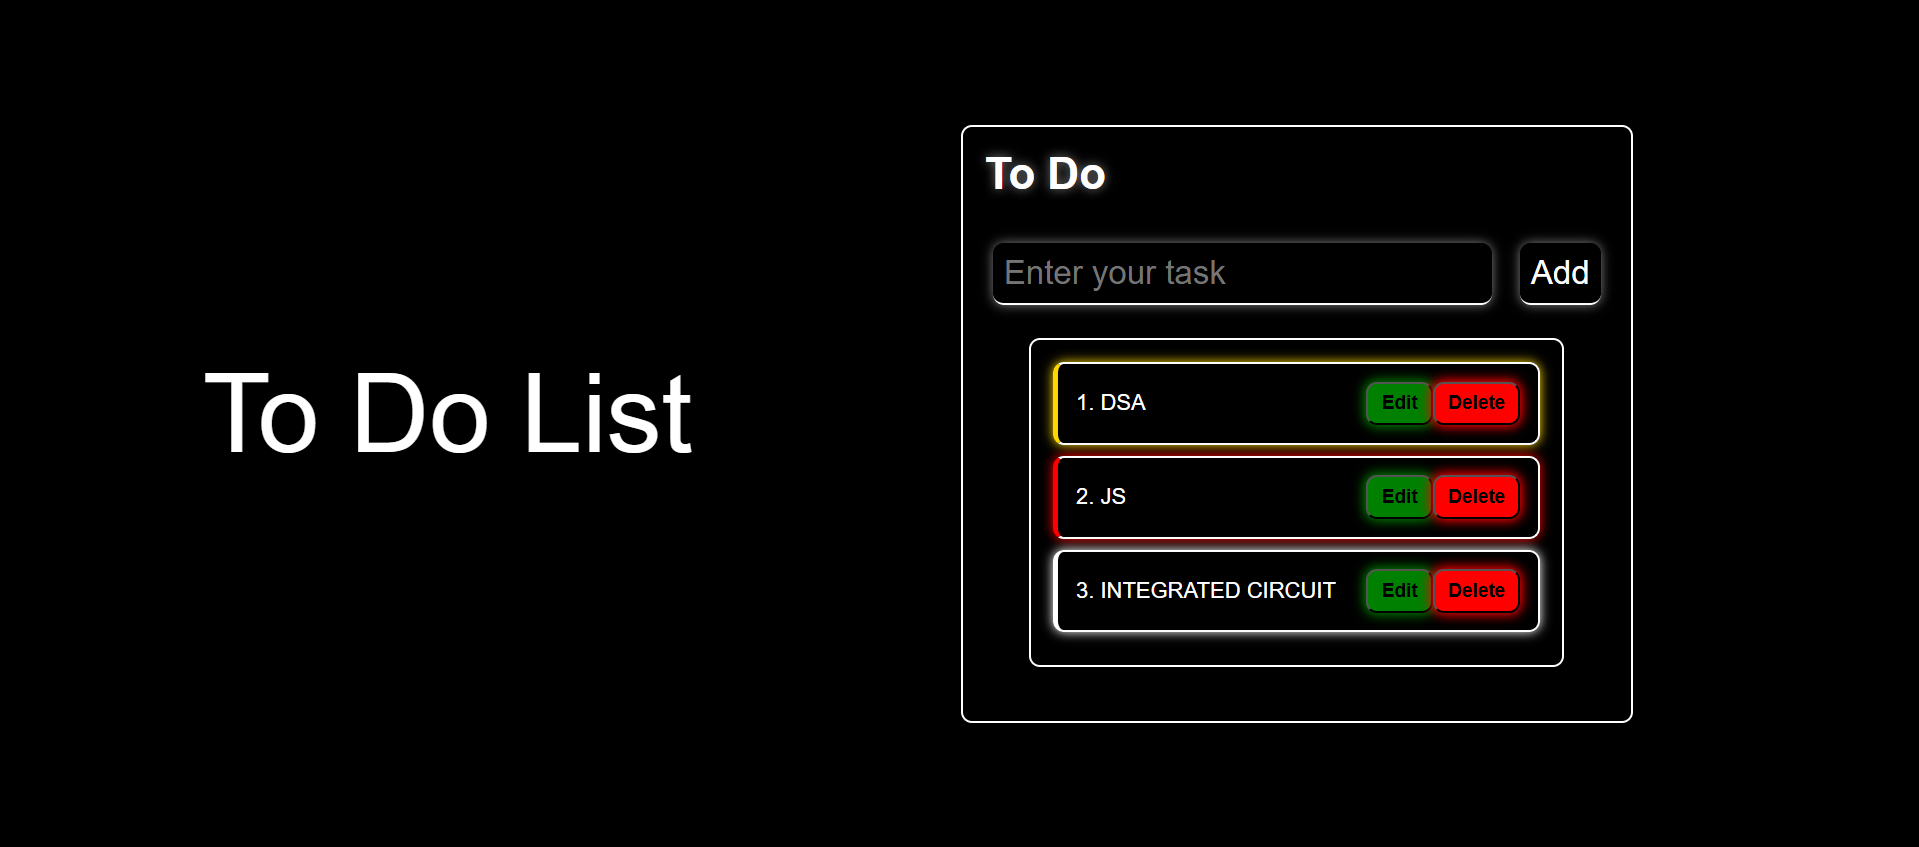 To Do List
To Do
Enter your task Add
1. DSA Edit Delete
2. JS Edit Delete
3. INTEGRATED CIRCUIT Edit Delete